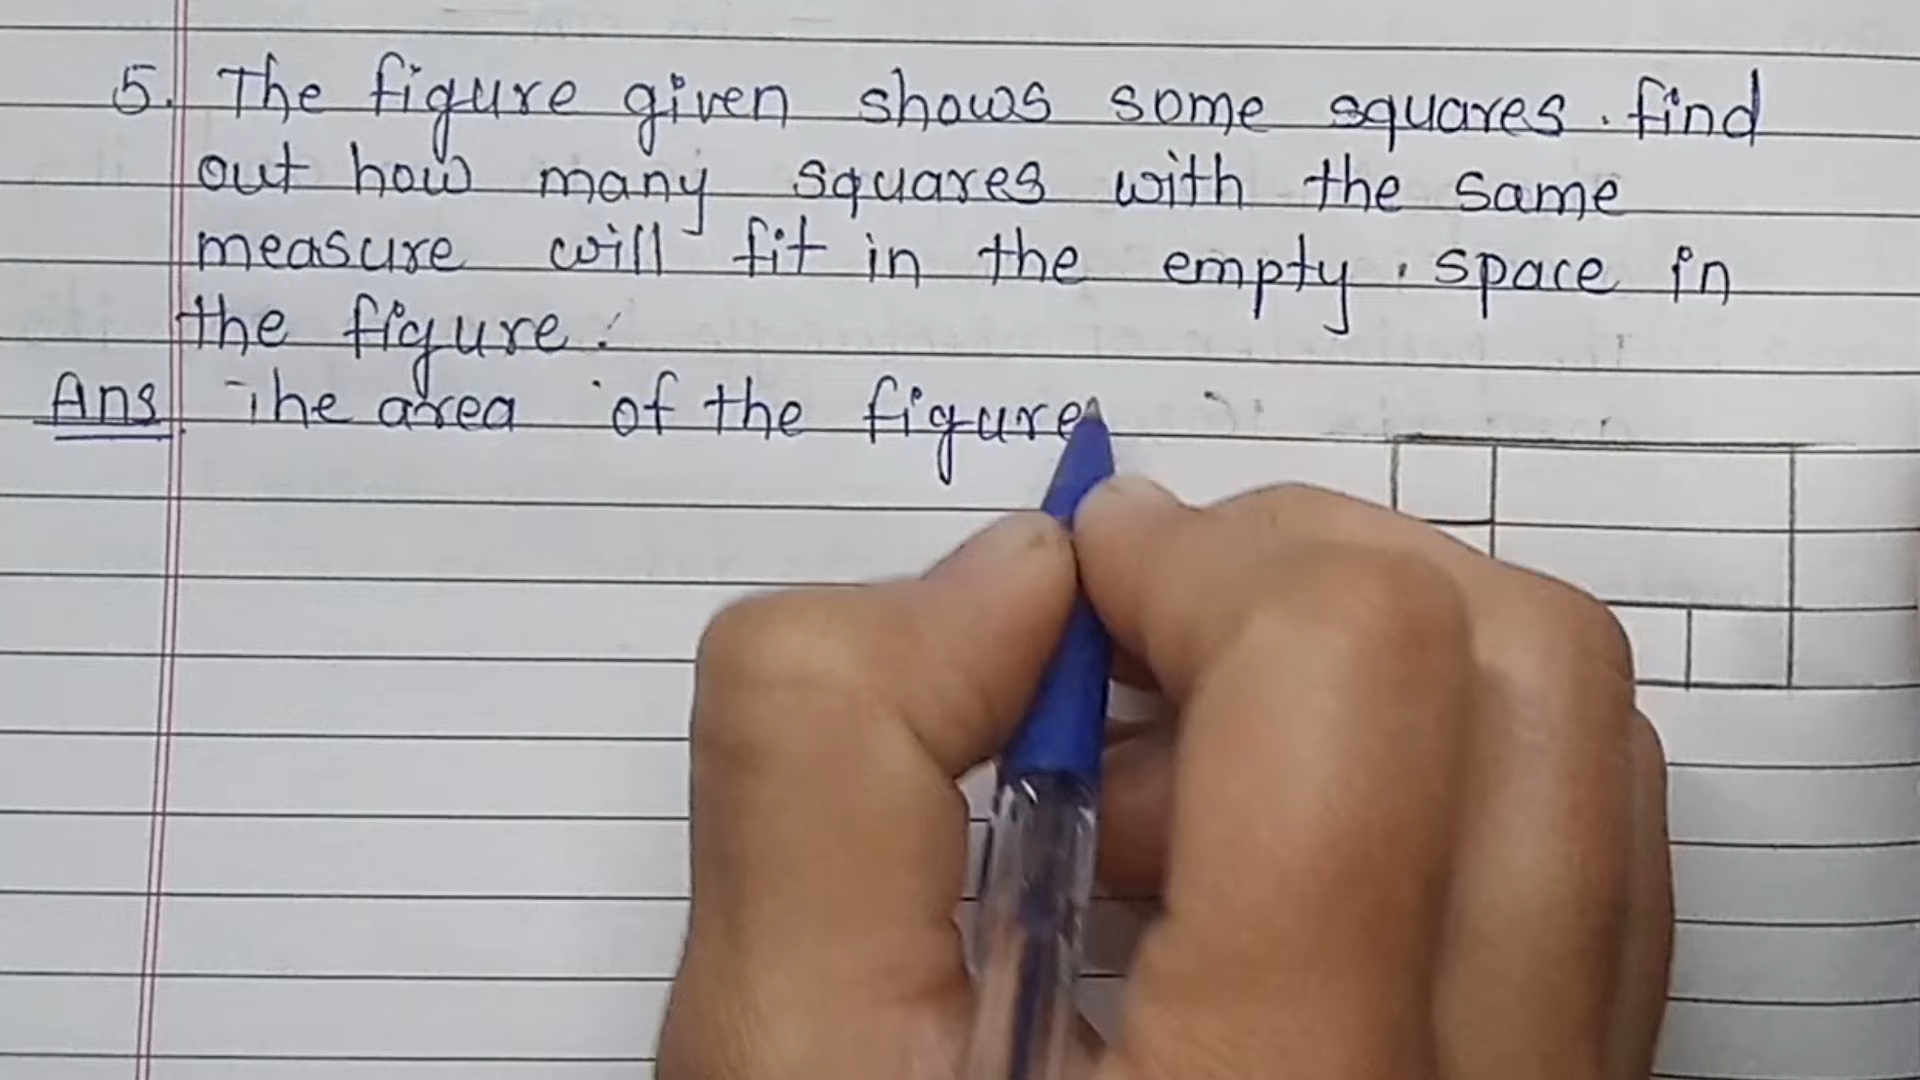 5. The figure given shows some squares. find
out how many squares with the same
measure will fit in the empty space in
the figure.
Ans The area of the figure